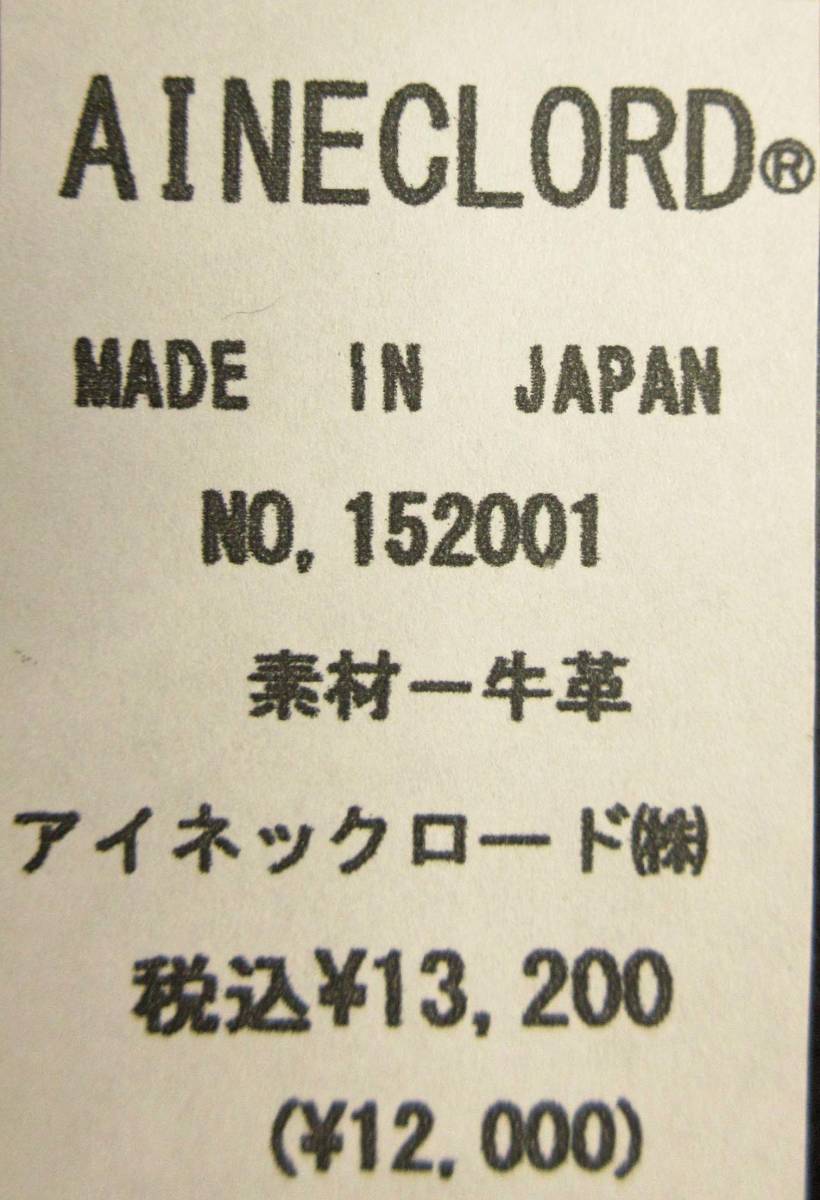 AINECLORD®
MADE IN JAPAN
NO,152001
素材ー牛革
アイネックロード㈱
税込¥13,200
(¥12,000)